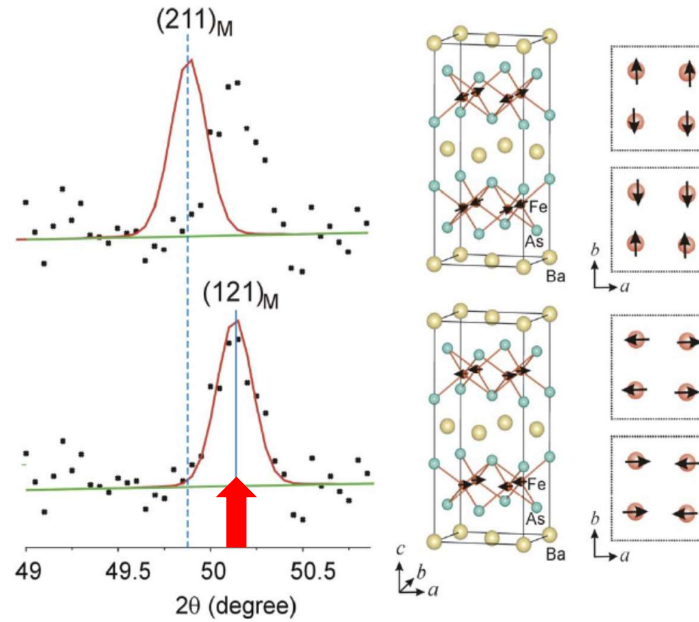 (211)M
(121)M
49
49.5
50
50.5
2θ (degree)
Fe
As
Ba
Fe
As
Ba
c
b
a
b
a
b
a